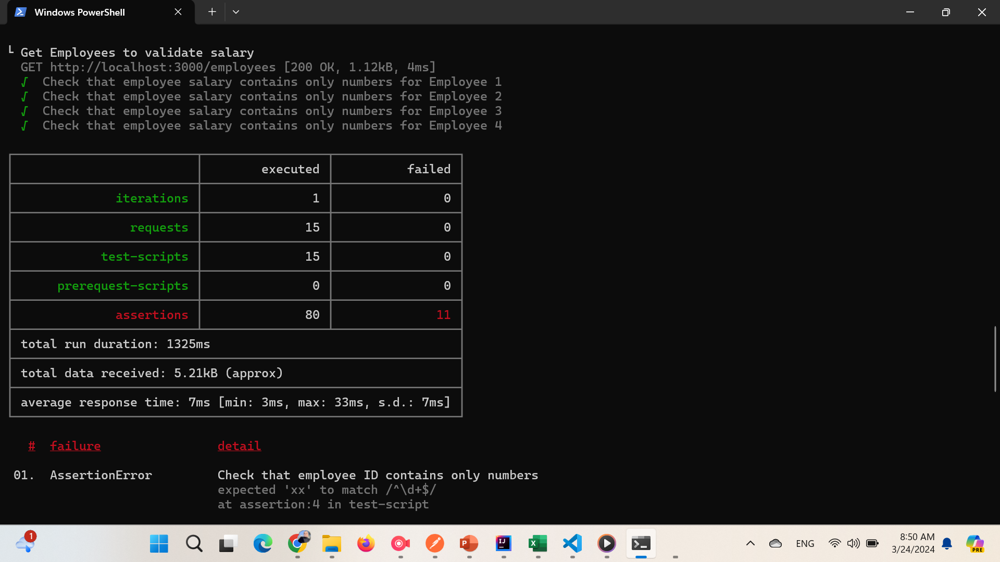 Windows PowerShell
└ Get Employees to validate salary
GET http://localhost:3000/employees [200 OK, 1.12kB, 4ms]
√ Check that employee salary contains only numbers for Employee 1
√ Check that employee salary contains only numbers for Employee 2
√ Check that employee salary contains only numbers for Employee 3
√ Check that employee salary contains only numbers for Employee 4
executed failed
iterations 1 0
requests 15 0
test-scripts 15 0
prerequest-scripts 0 0
assertions 80 11
total run duration: 1325ms
total data received: 5.21kB (approx)
average response time: 7ms [min: 3ms, max: 33ms, s.d.: 7ms]
# failure detail
01. AssertionError Check that employee ID contains only numbers
expected 'xx' to match /^\d+$/
at assertion:4 in test-script
1
P
IJ
X
ENG
8:50 AM
3/24/2024
PRE